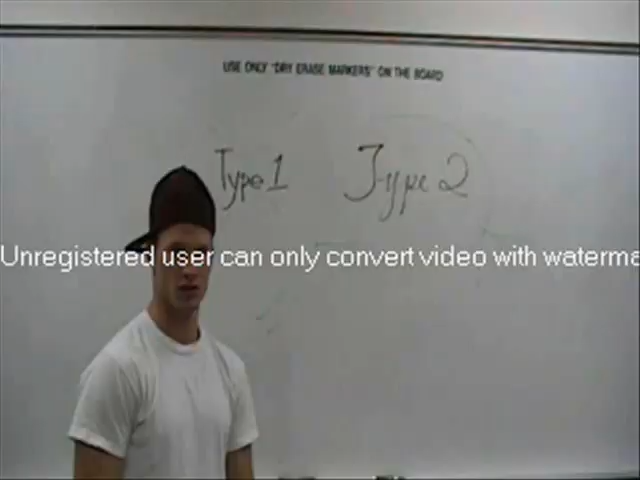 USE ONLY "DRY ERASE MARKERS" ON THE BOARD
Type 1 Type 2
Unregistered user can only convert video with waterma